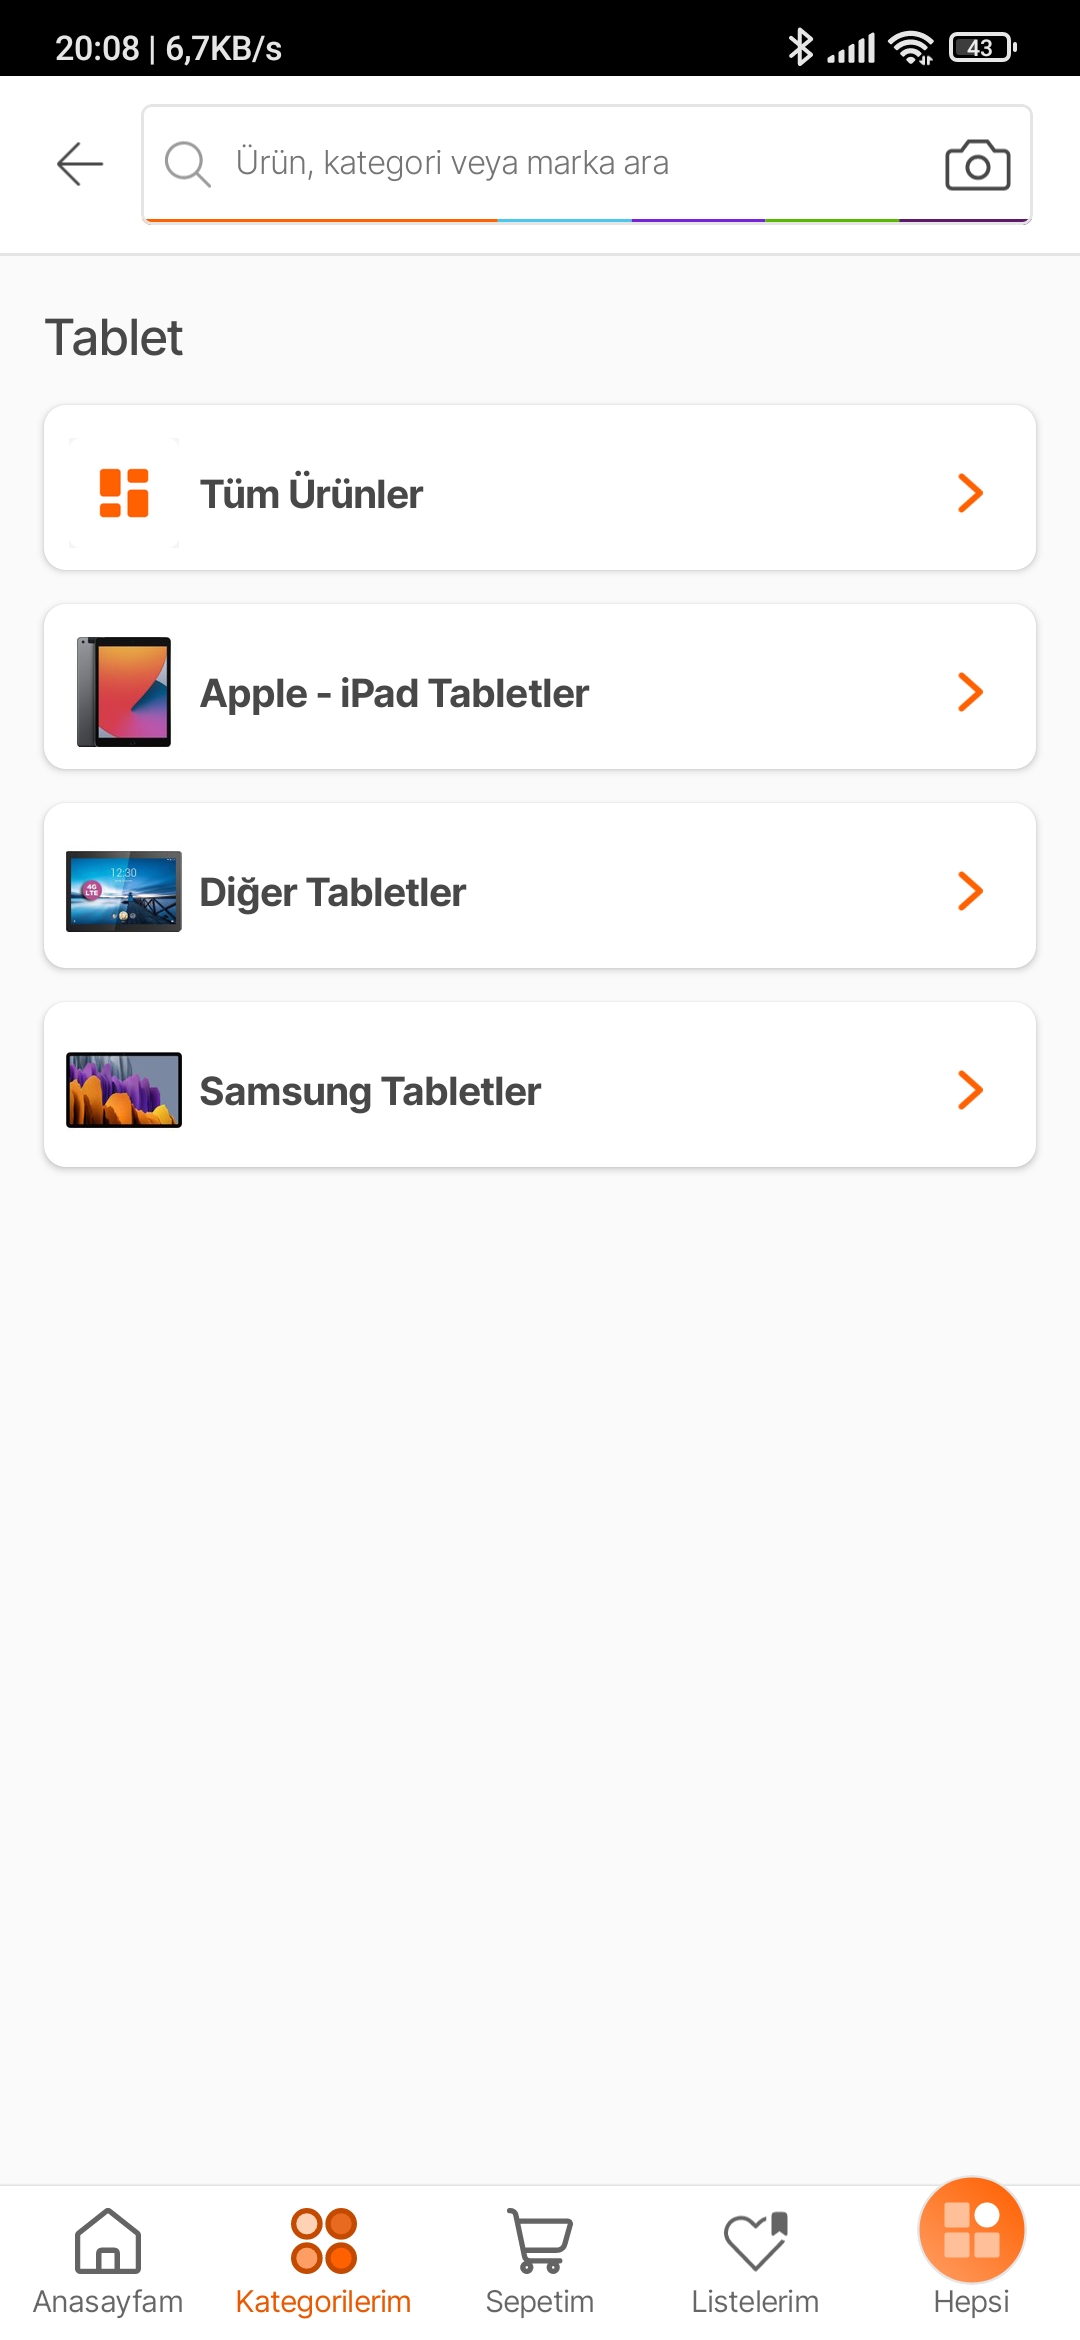 20:08 | 6,7KB/s
43
Ürün, kategori veya marka ara
Tablet
Tüm Ürünler
Apple - iPad Tabletler
12:30
4G
LTE
Diğer Tabletler
Samsung Tabletler
Anasayfam
Kategorilerim
Sepetim
Listelerim
Hepsi